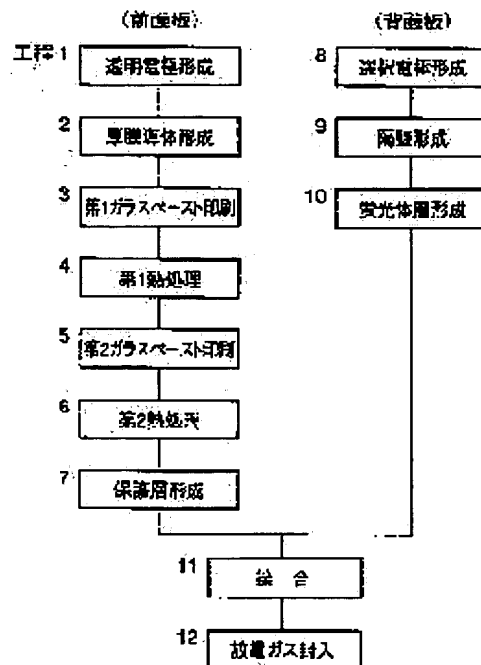 (前面板)
(背面板)
工程1
透明電極形成
2
厚膜導体形成
3
第1ガラスペースト印刷
4
第1熱処理
5
第2ガラスペースト印刷
6
第2熱処理
7
保護層形成
8
選択電極形成
9
隔壁形成
10
蛍光体層形成
11
接合
12
放電ガス封入